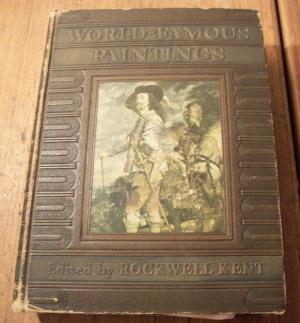 WORLD-FAMOUS
PAINTINGS
Edited by ROCKWELL KENT